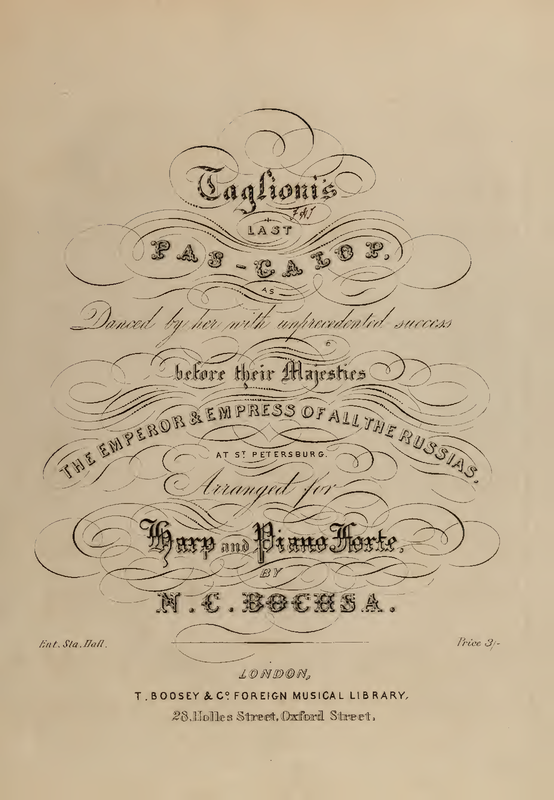 Taglioni's
LAST
PAS-GALOP,
AS
Danced by her with unprecedented success
before their Majesties
THE EMPEROR & EMPRESS OF ALL THE RUSSIAS,
AT ST. PETERSBURG.
Arranged for
Harp and Piano Forte,
BY
N. C. BOCHSA.
Ent. Sta. Hall.
Price 3/-
LONDON,
T. BOOSEY & Co. FOREIGN MUSICAL LIBRARY,
28, Holles Street, Oxford Street.